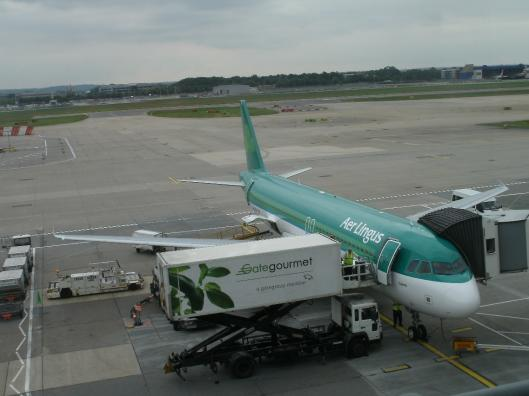 Aer Lingus
Gategourmet
a gategroup member